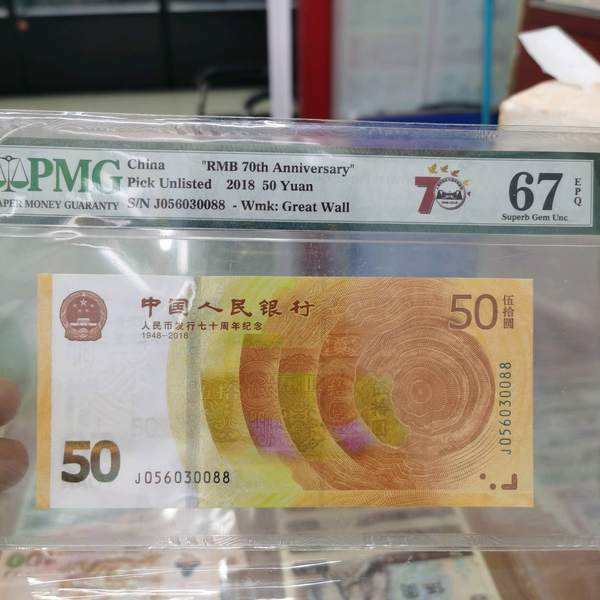 PMG
PAPER MONEY GUARANTY
China "RMB 70th Anniversary"
Pick Unlisted 2018 50 Yuan
S/N J056030088 - Wmk: Great Wall
70
67 EPQ
Superb Gem Unc
中国人民银行
人民币发行七十周年纪念
1948-2018
50 伍拾圆
50
J056030088
J056030088